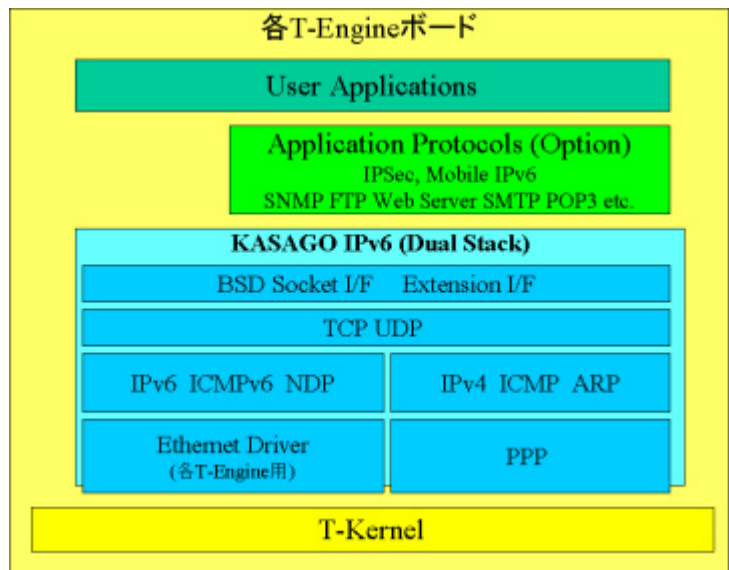 各T-Engineボード
User Applications
Application Protocols (Option)
IPSec, Mobile IPv6
SNMP FTP Web Server SMTP POP3 etc.
KASAGO IPv6 (Dual Stack)
BSD Socket I/F Extension I/F
TCP UDP
IPv6 ICMPv6 NDP
IPv4 ICMP ARP
Ethernet Driver
(各T-Engine用)
PPP
T-Kernel